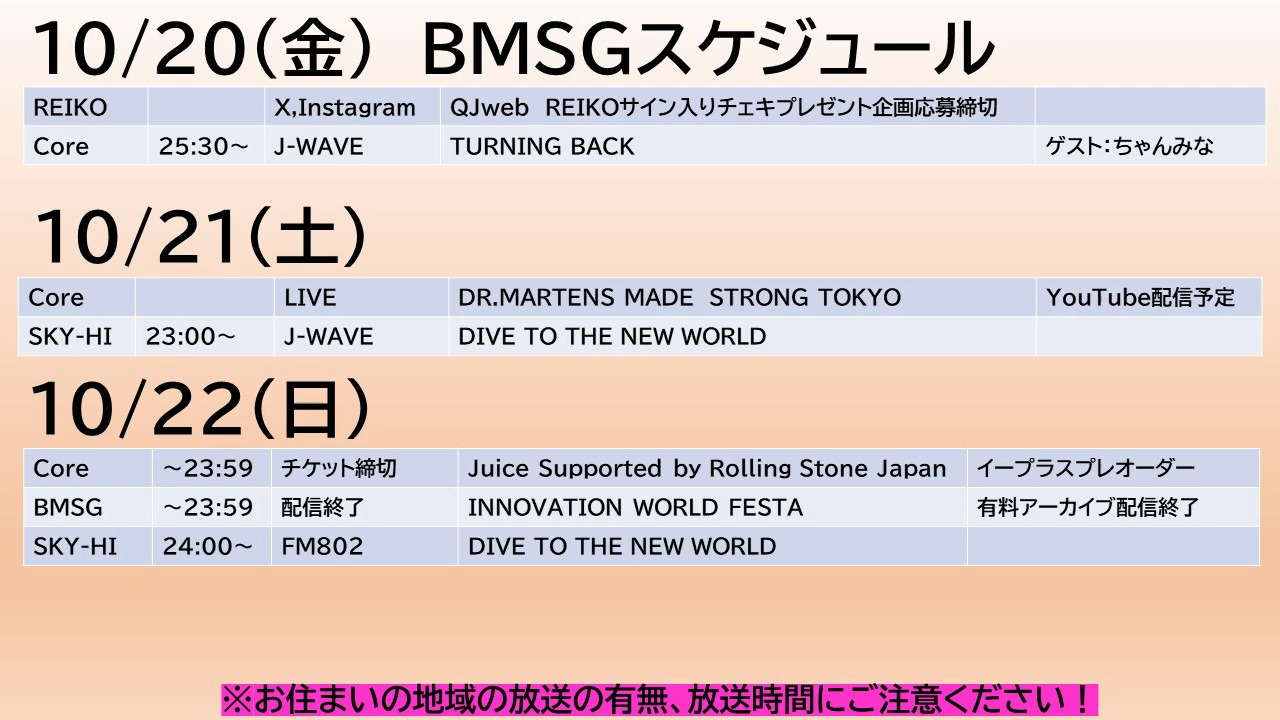 10/20(金) BMSGスケジュール
REIKO X,Instagram QJweb REIKOサイン入りチェキプレゼント企画応募締切
Core 25:30～ J-WAVE TURNING BACK ゲスト：ちゃんみな
10/21(土)
Core LIVE DR.MARTENS MADE STRONG TOKYO YouTube配信予定
SKY-HI 23:00～ J-WAVE DIVE TO THE NEW WORLD
10/22(日)
Core ～23:59 チケット締切 Juice Supported by Rolling Stone Japan イープラスプレオーダー
BMSG ～23:59 配信終了 INNOVATION WORLD FESTA 有料アーカイブ配信終了
SKY-HI 24:00～ FM802 DIVE TO THE NEW WORLD
※お住まいの地域の放送の有無、放送時間にご注意ください！